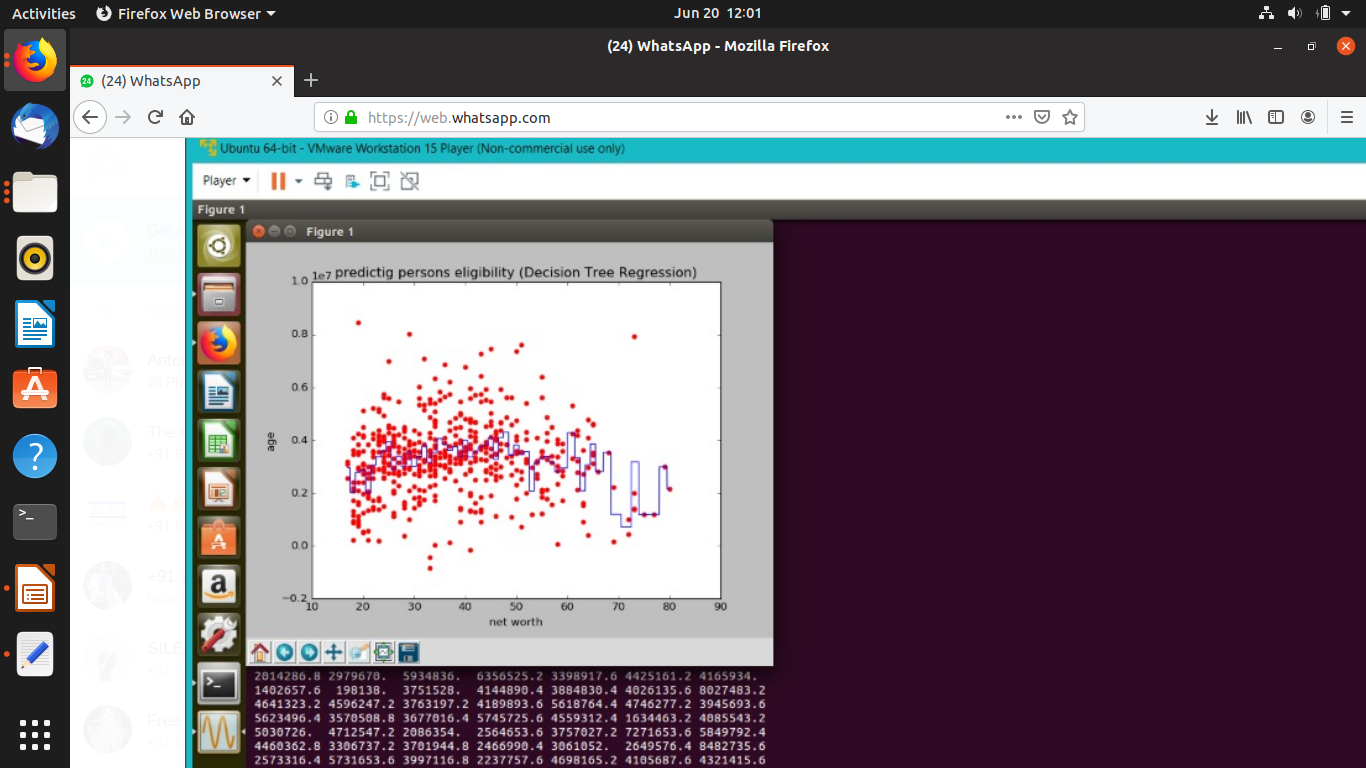 Activities Firefox Web Browser Jun 20 12:01
(24) WhatsApp - Mozilla Firefox
24 (24) WhatsApp
https://web.whatsapp.com
Ubuntu 64-bit - VMware Workstation 15 Player (Non-commercial use only)
Player
Figure 1
Figure 1
1e7 predictig persons eligibility (Decision Tree Regression)
1.0
0.8
0.6
0.4
0.2
0.0
−0.2
age
10 20 30 40 50 60 70 80 90
net worth
2014286.8 2979670. 5934836. 6356525.2 3398917.6 4425161.2 4165934.
1402657.6 198138. 3751528. 4144890.4 3884830.4 4026135.6 8027483.2
4641323.2 4596247.2 3763197.2 4189893.6 5618764.4 4746277.2 3945693.6
5623496.4 3570508.8 3677016.4 5745725.6 4559312.4 1634463.2 4085543.2
5030726. 4712547.2 2086354. 2564653.6 3757027.2 7271653.6 5849792.4
4460362.8 3306737.2 3701944.8 2466990.4 3061052. 2649576.4 8482735.6
2573316.4 5731653.6 3997116.8 2237757.6 4698165.2 4105687.6 4321415.6